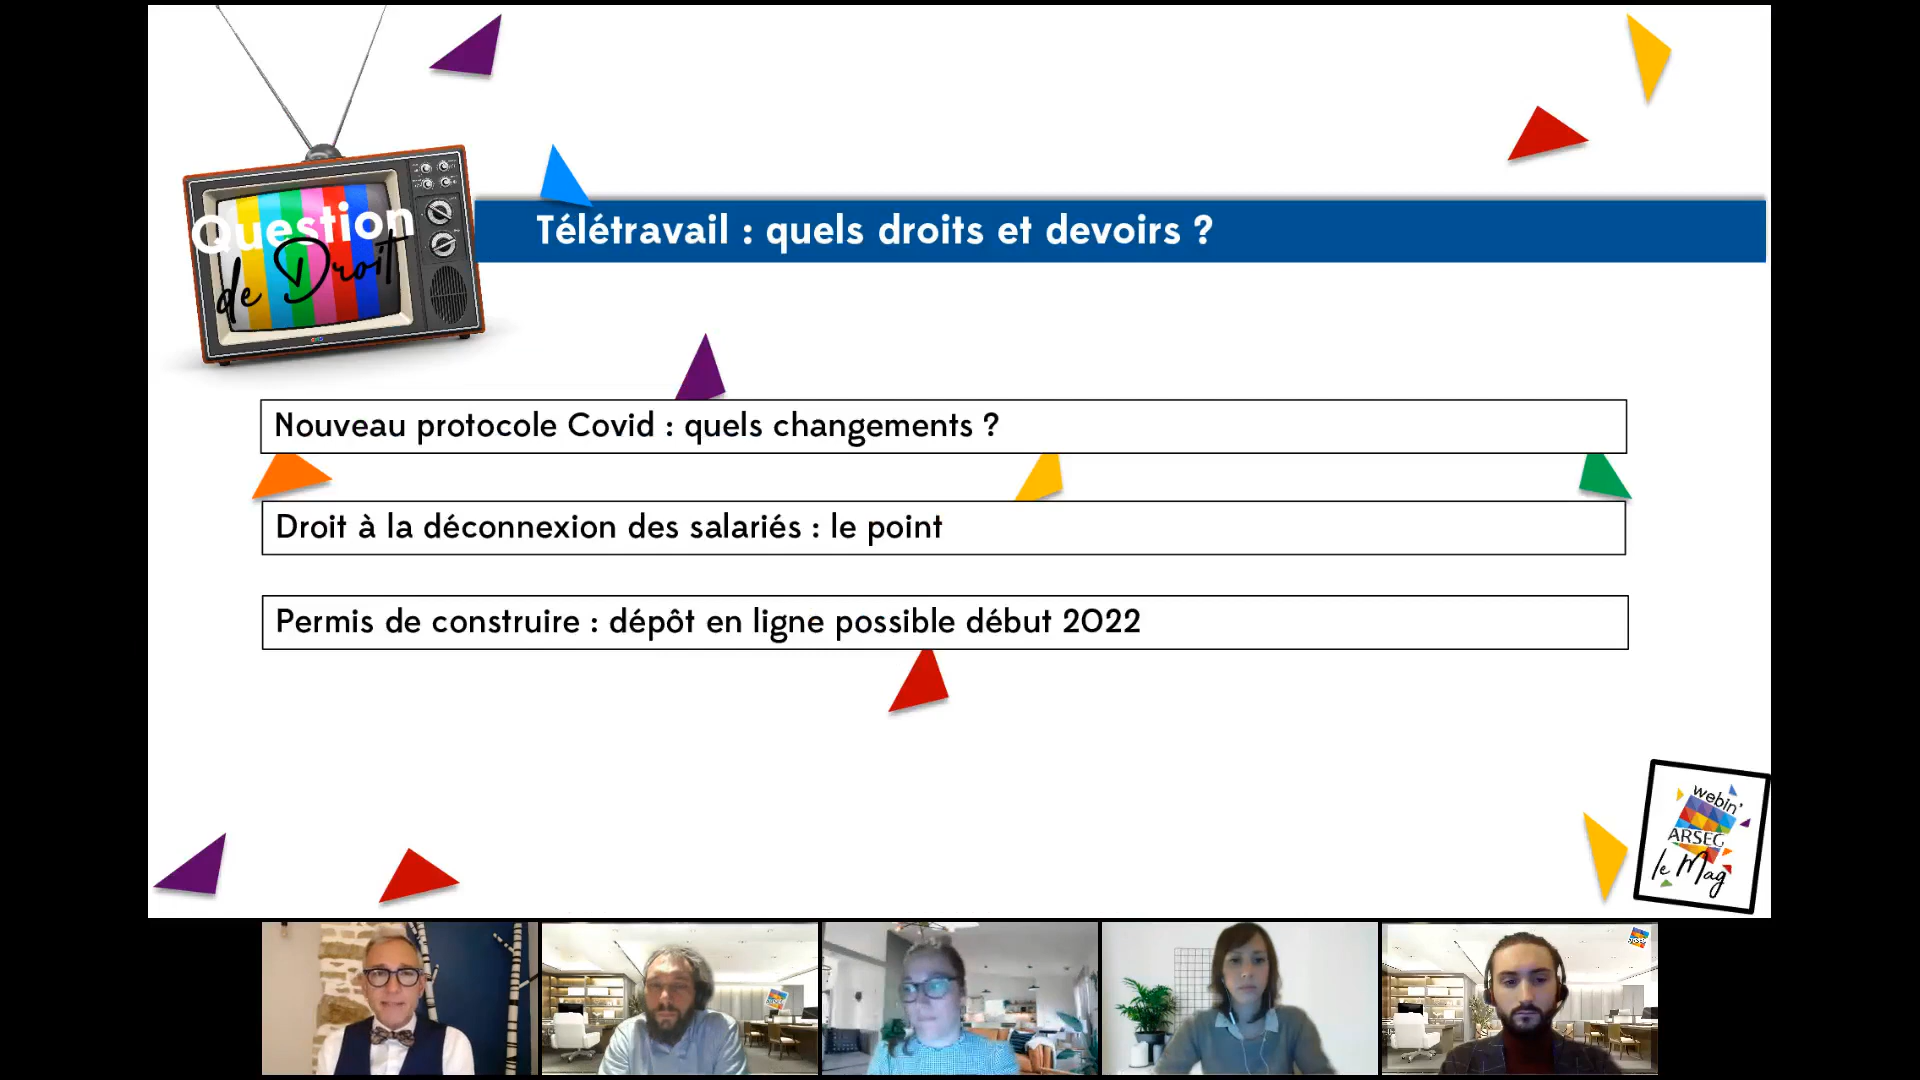 Question
de Droit
Télétravail : quels droits et devoirs ?
Nouveau protocole Covid : quels changements ?
Droit à la déconnexion des salariés : le point
Permis de construire : dépôt en ligne possible début 2022
webin'
ARSEG
le Mag